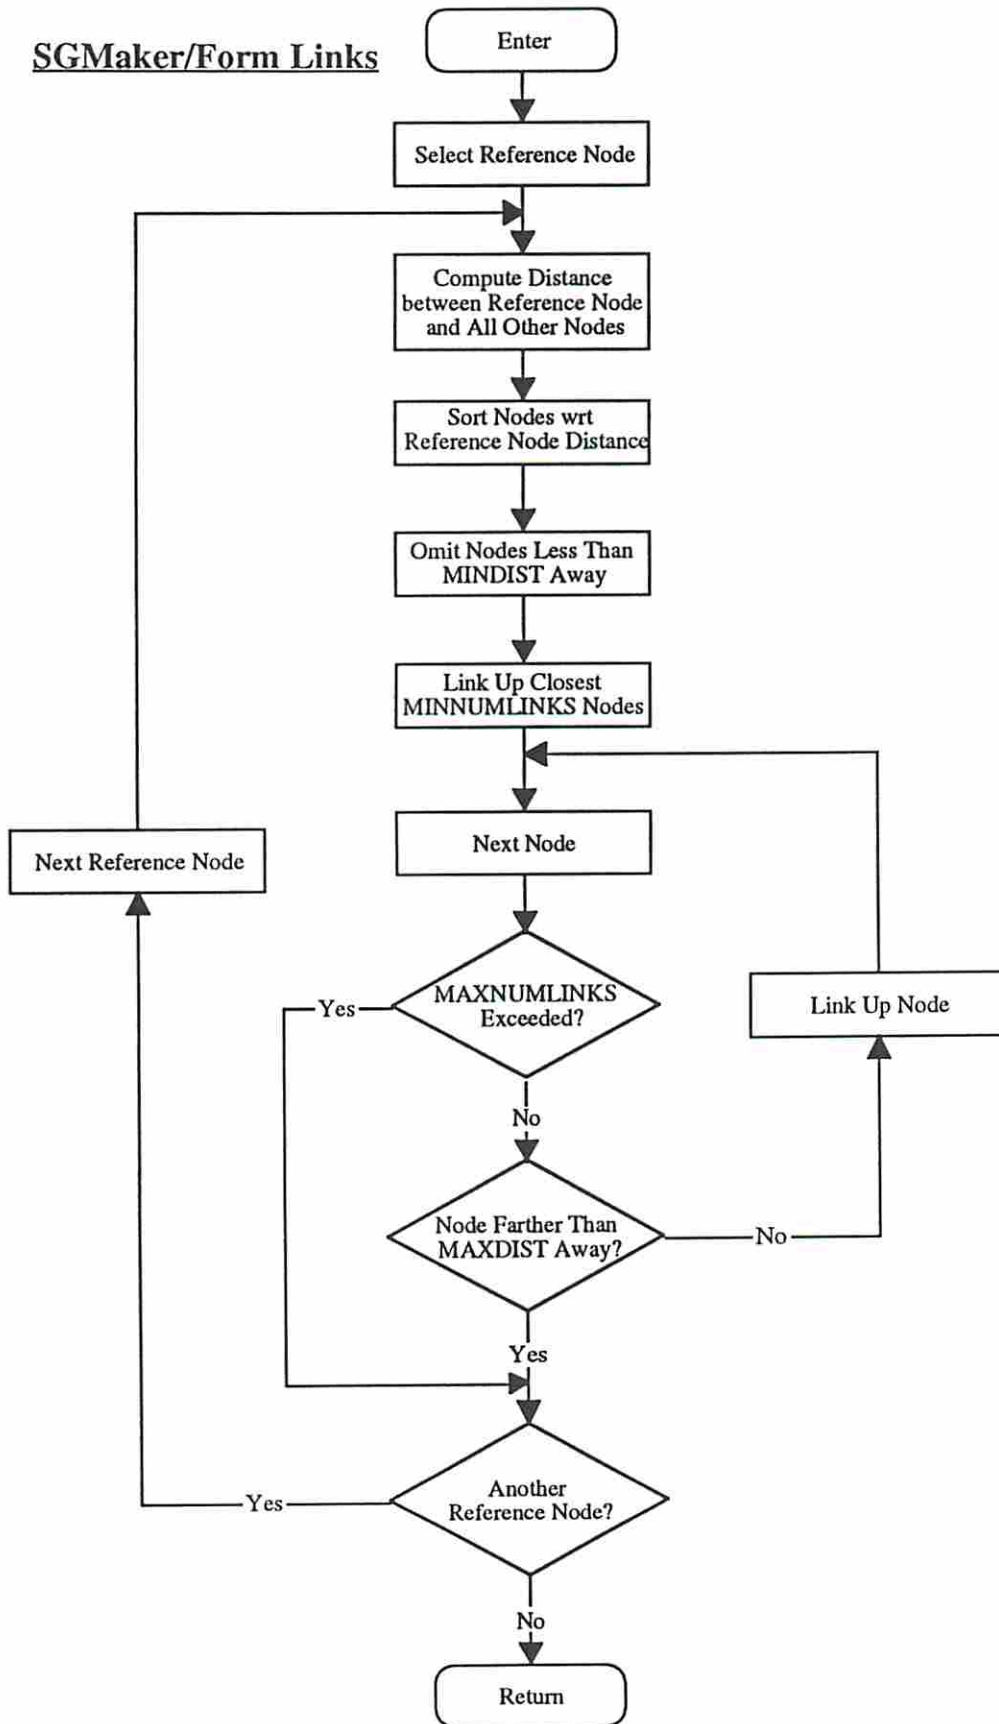 SGMaker/Form Links
Enter
Select Reference Node
Compute Distance
between Reference Node
and All Other Nodes
Sort Nodes wrt
Reference Node Distance
Omit Nodes Less Than
MINDIST Away
Link Up Closest
MINNUMLINKS Nodes
Next Node
Next Reference Node
MAXNUMLINKS
Exceeded?
Yes
Link Up Node
No
Node Farther Than
MAXDIST Away?
No
Yes
Another
Reference Node?
Yes
No
Return